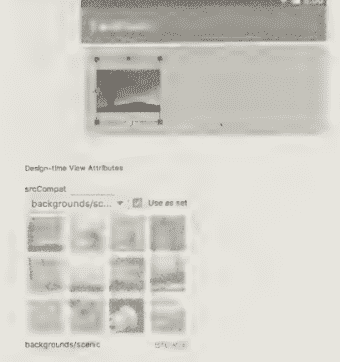 Design-time View Attributes
srcCompat
backgrounds/sc... Use as set
backgrounds/scenic